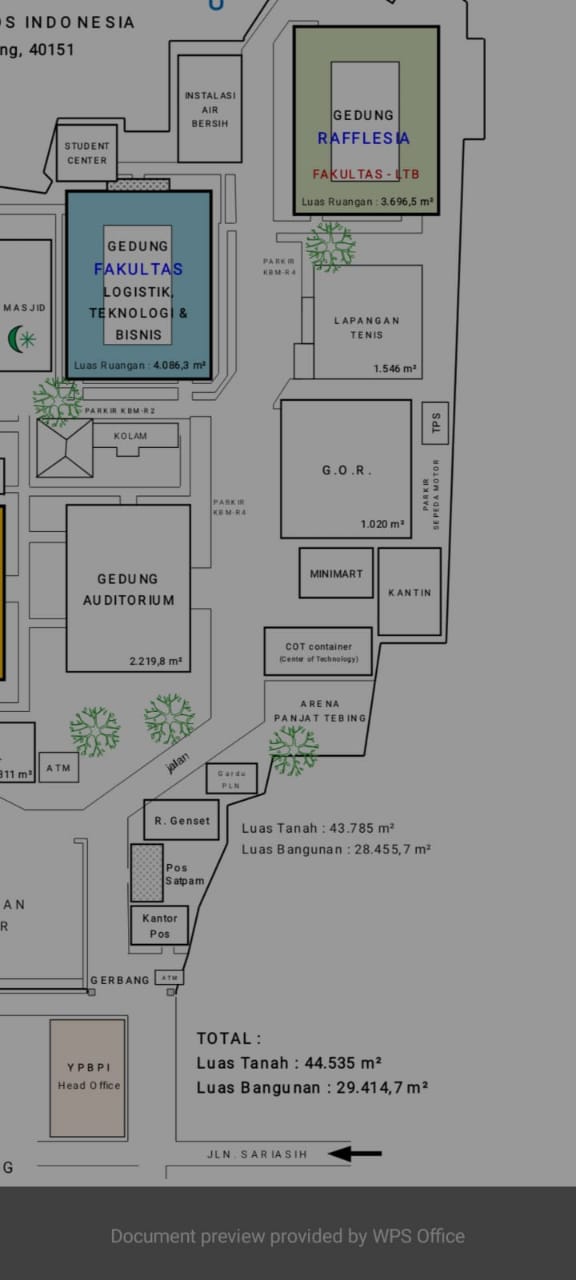 OS INDONESIA
ng, 40151
INSTALASI
AIR
BERSIH
STUDENT
CENTER
GEDUNG
RAFFLESIA
FAKULTAS - LTB
Luas Ruangan : 3.696,5 m²
GEDUNG
FAKULTAS
LOGISTIK,
TEKNOLOGI &
BISNIS
Luas Ruangan : 4.086,3 m²
MASJID
PARKIR
KBM-R4
LAPANGAN
TENIS
1.546 m²
PARKIR KBM-R2
KOLAM
TPS
G.O.R.
1.020 m²
PARKIR
SEPEDA MOTOR
PARKIR
KBM-R4
GEDUNG
AUDITORIUM
2.219,8 m²
MINIMART
KANTIN
COT container
(Center of Technology)
ARENA
PANJAT TEBING
311 m²
ATM
jalan
Gardu
PLN
R. Genset
Luas Tanah : 43.785 m²
Luas Bangunan : 28.455,7 m²
Pos
Satpam
AN
R
Kantor
Pos
GERBANG
ATM
YPBPI
Head Office
TOTAL :
Luas Tanah : 44.535 m²
Luas Bangunan : 29.414,7 m²
JLN. SARIASIH
G
Document preview provided by WPS Office